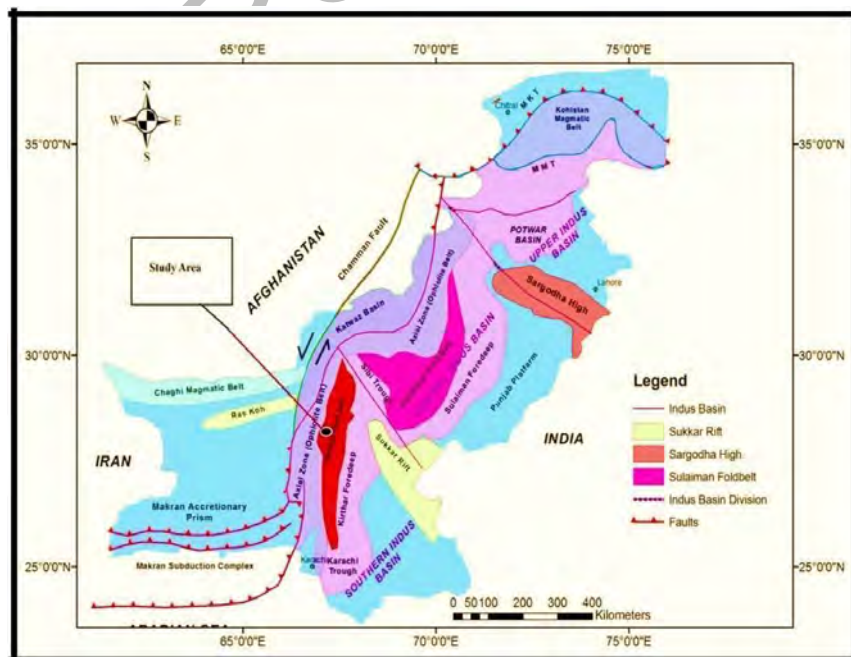 65°0'0"E 70°0'0"E 75°0'0"E
N
W E
S
35°0'0"N
30°0'0"N
25°0'0"N
35°0'0"N
30°0'0"N
25°0'0"N
Chitral
MKT
Kohistan
Magmatic
Belt
MMT
POTWAR
BASIN
UPPER INDUS
BASIN
Study Area
AFGHANISTAN
Chamman Fault
Sargodha High
Lahore
Katwaz Basin
Axial Zone (Ophiolite Belt)
INDUS BASIN
Sibi Trough
Sulaiman Foredeep
Punjab Platform
Chaghi Magmatic Belt
Ras Koh
Axial Zone (Ophiolite Belt)
Sukkar Rift
INDIA
IRAN
Kirthar Foredeep
Makran Accretionary
Prism
Makran Subduction Complex
Karachi
Karachi
Trough
SOUTHERN INDUS
BASIN
Legend
Indus Basin
Sukkar Rift
Sargodha High
Sulaiman Foldbelt
Indus Basin Division
Faults
0 50 100 200 300 400
Kilometers
65°0'0"E 70°0'0"E 75°0'0"E